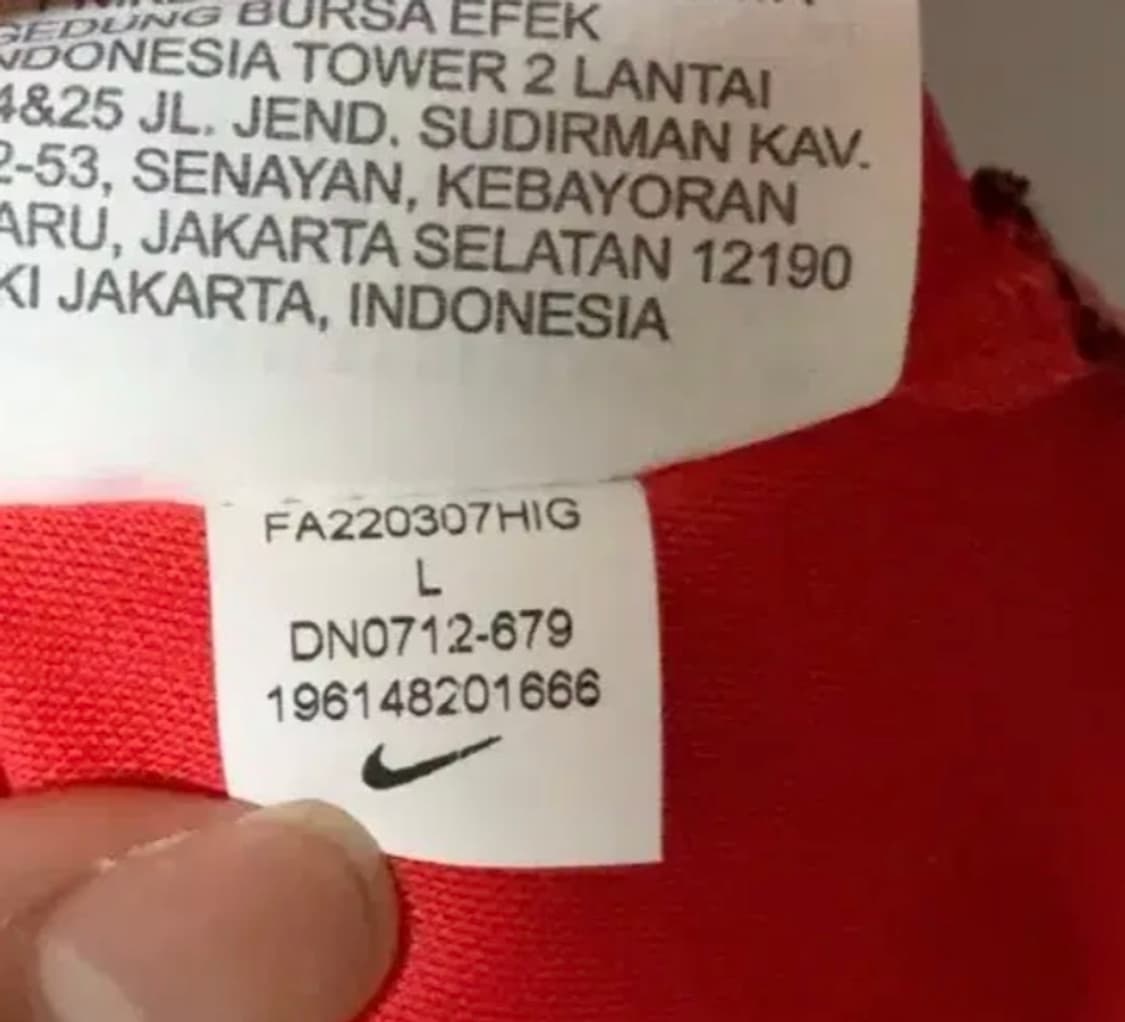 GEDUNG BURSA EFEK
INDONESIA TOWER 2 LANTAI
4&25 JL. JEND. SUDIRMAN KAV.
2-53, SENAYAN, KEBAYORAN
ARU, JAKARTA SELATAN 12190
KI JAKARTA, INDONESIA
FA220307HIG
L
DN0712-679
196148201666